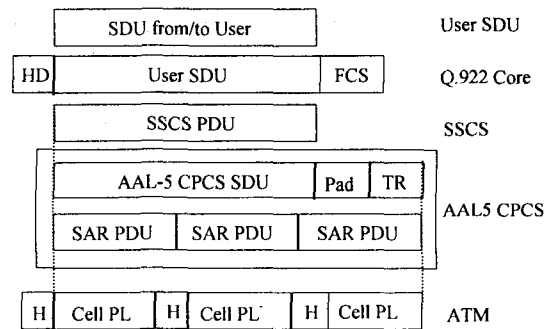 SDU from/to User User SDU
HD User SDU FCS Q.922 Core
SSCS PDU SSCS
AAL-5 CPCS SDU Pad TR
AAL5 CPCS
SAR PDU SAR PDU SAR PDU
H Cell PL H Cell PL H Cell PL ATM